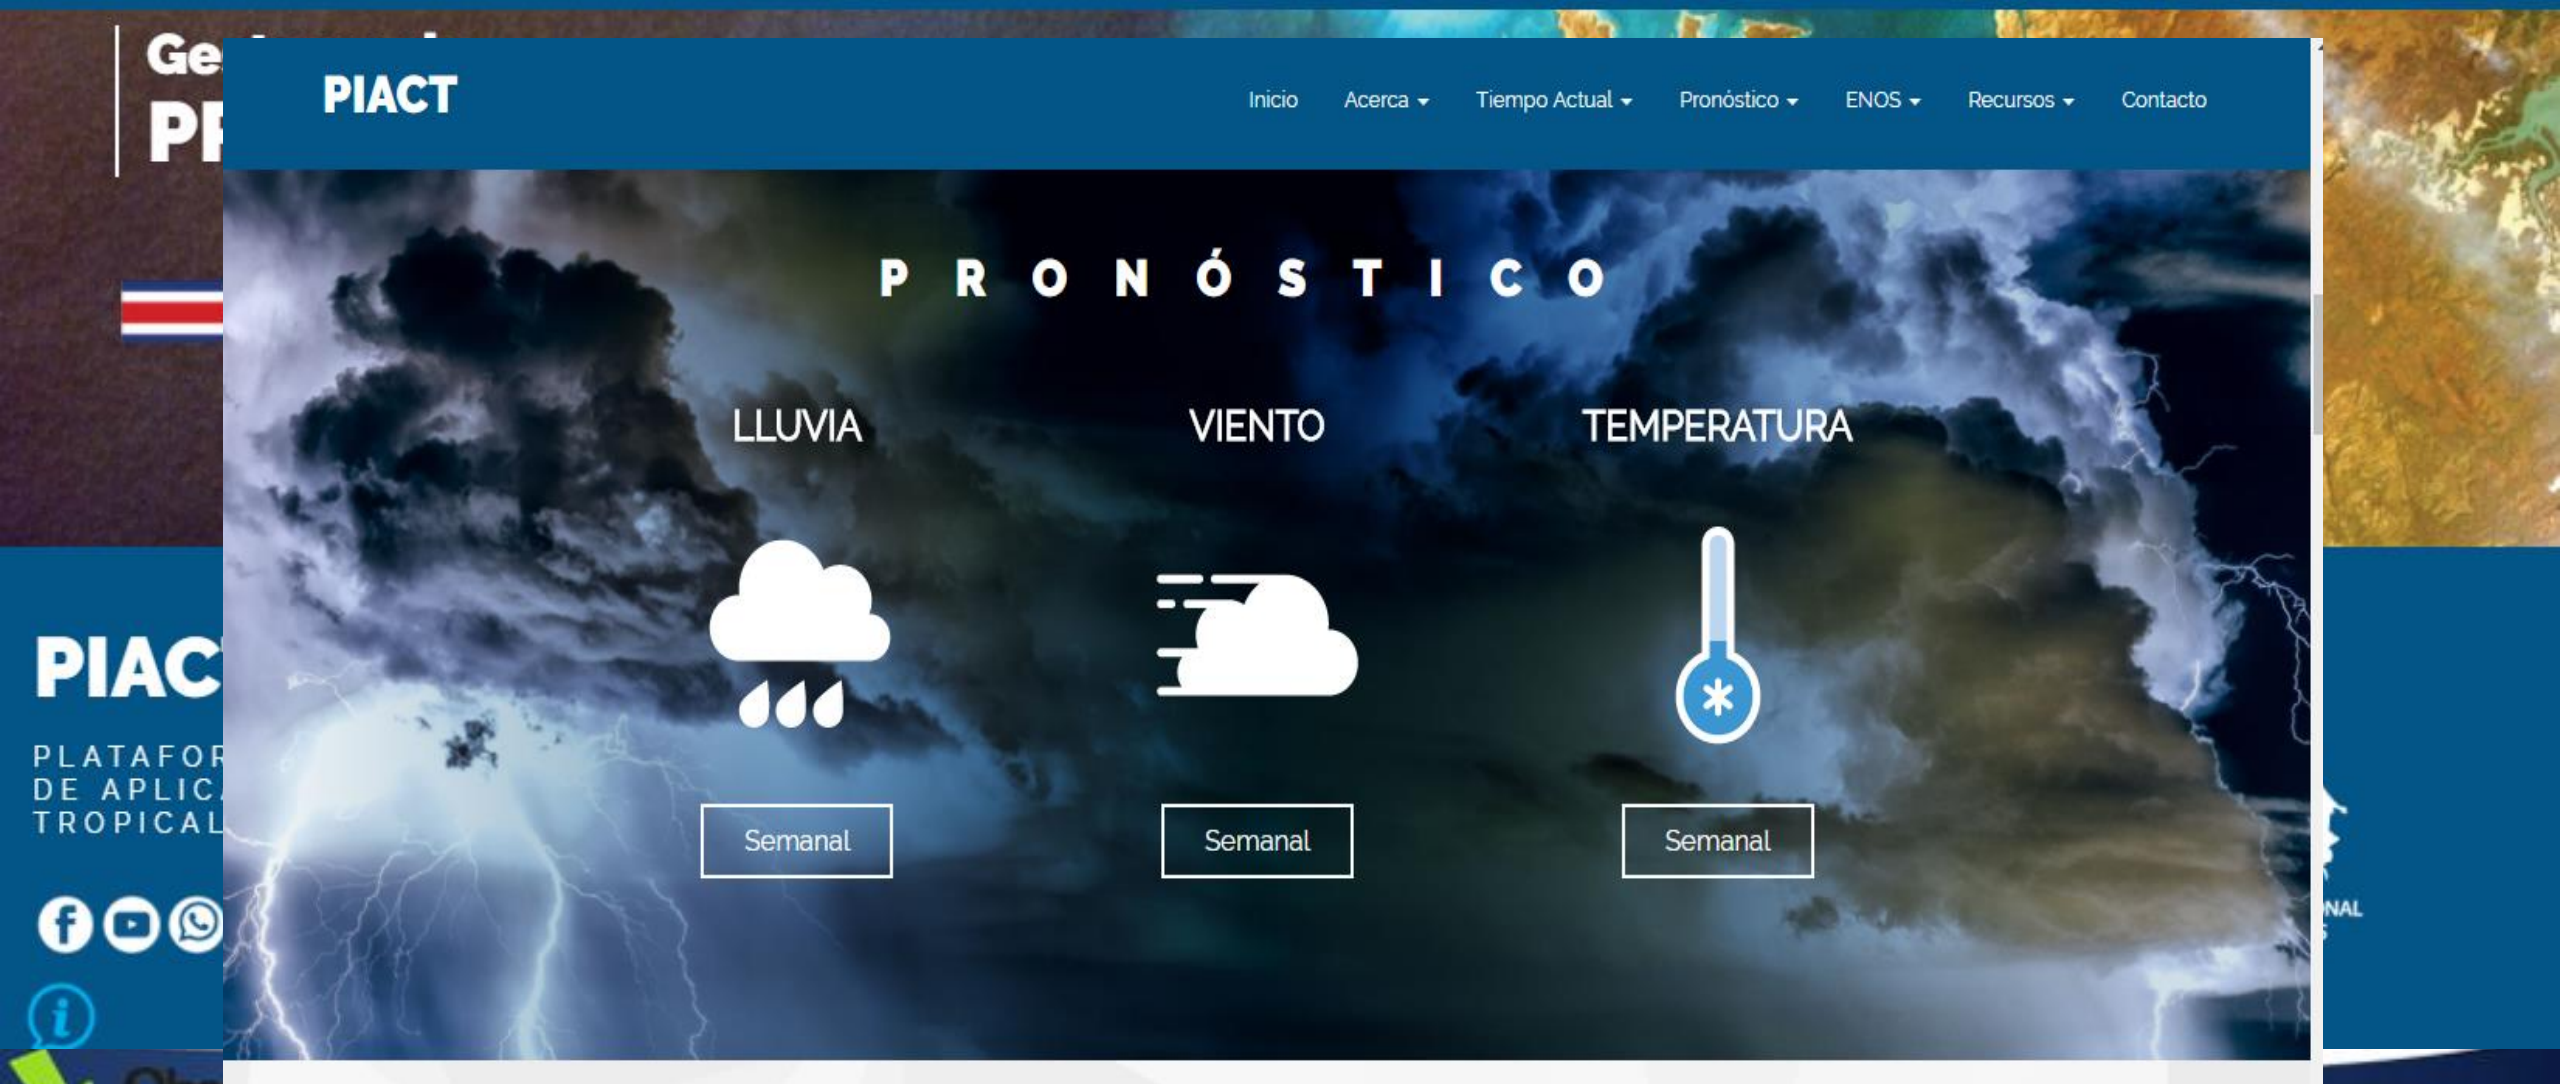 PIACT
Inicio Acerca Tiempo Actual Pronóstico ENOS Recursos Contacto
PRONÓSTICO
LLUVIA VIENTO TEMPERATURA
Semanal Semanal Semanal
PIAC
PLATAFOR
DE APLIC
TROPICAL
NAL